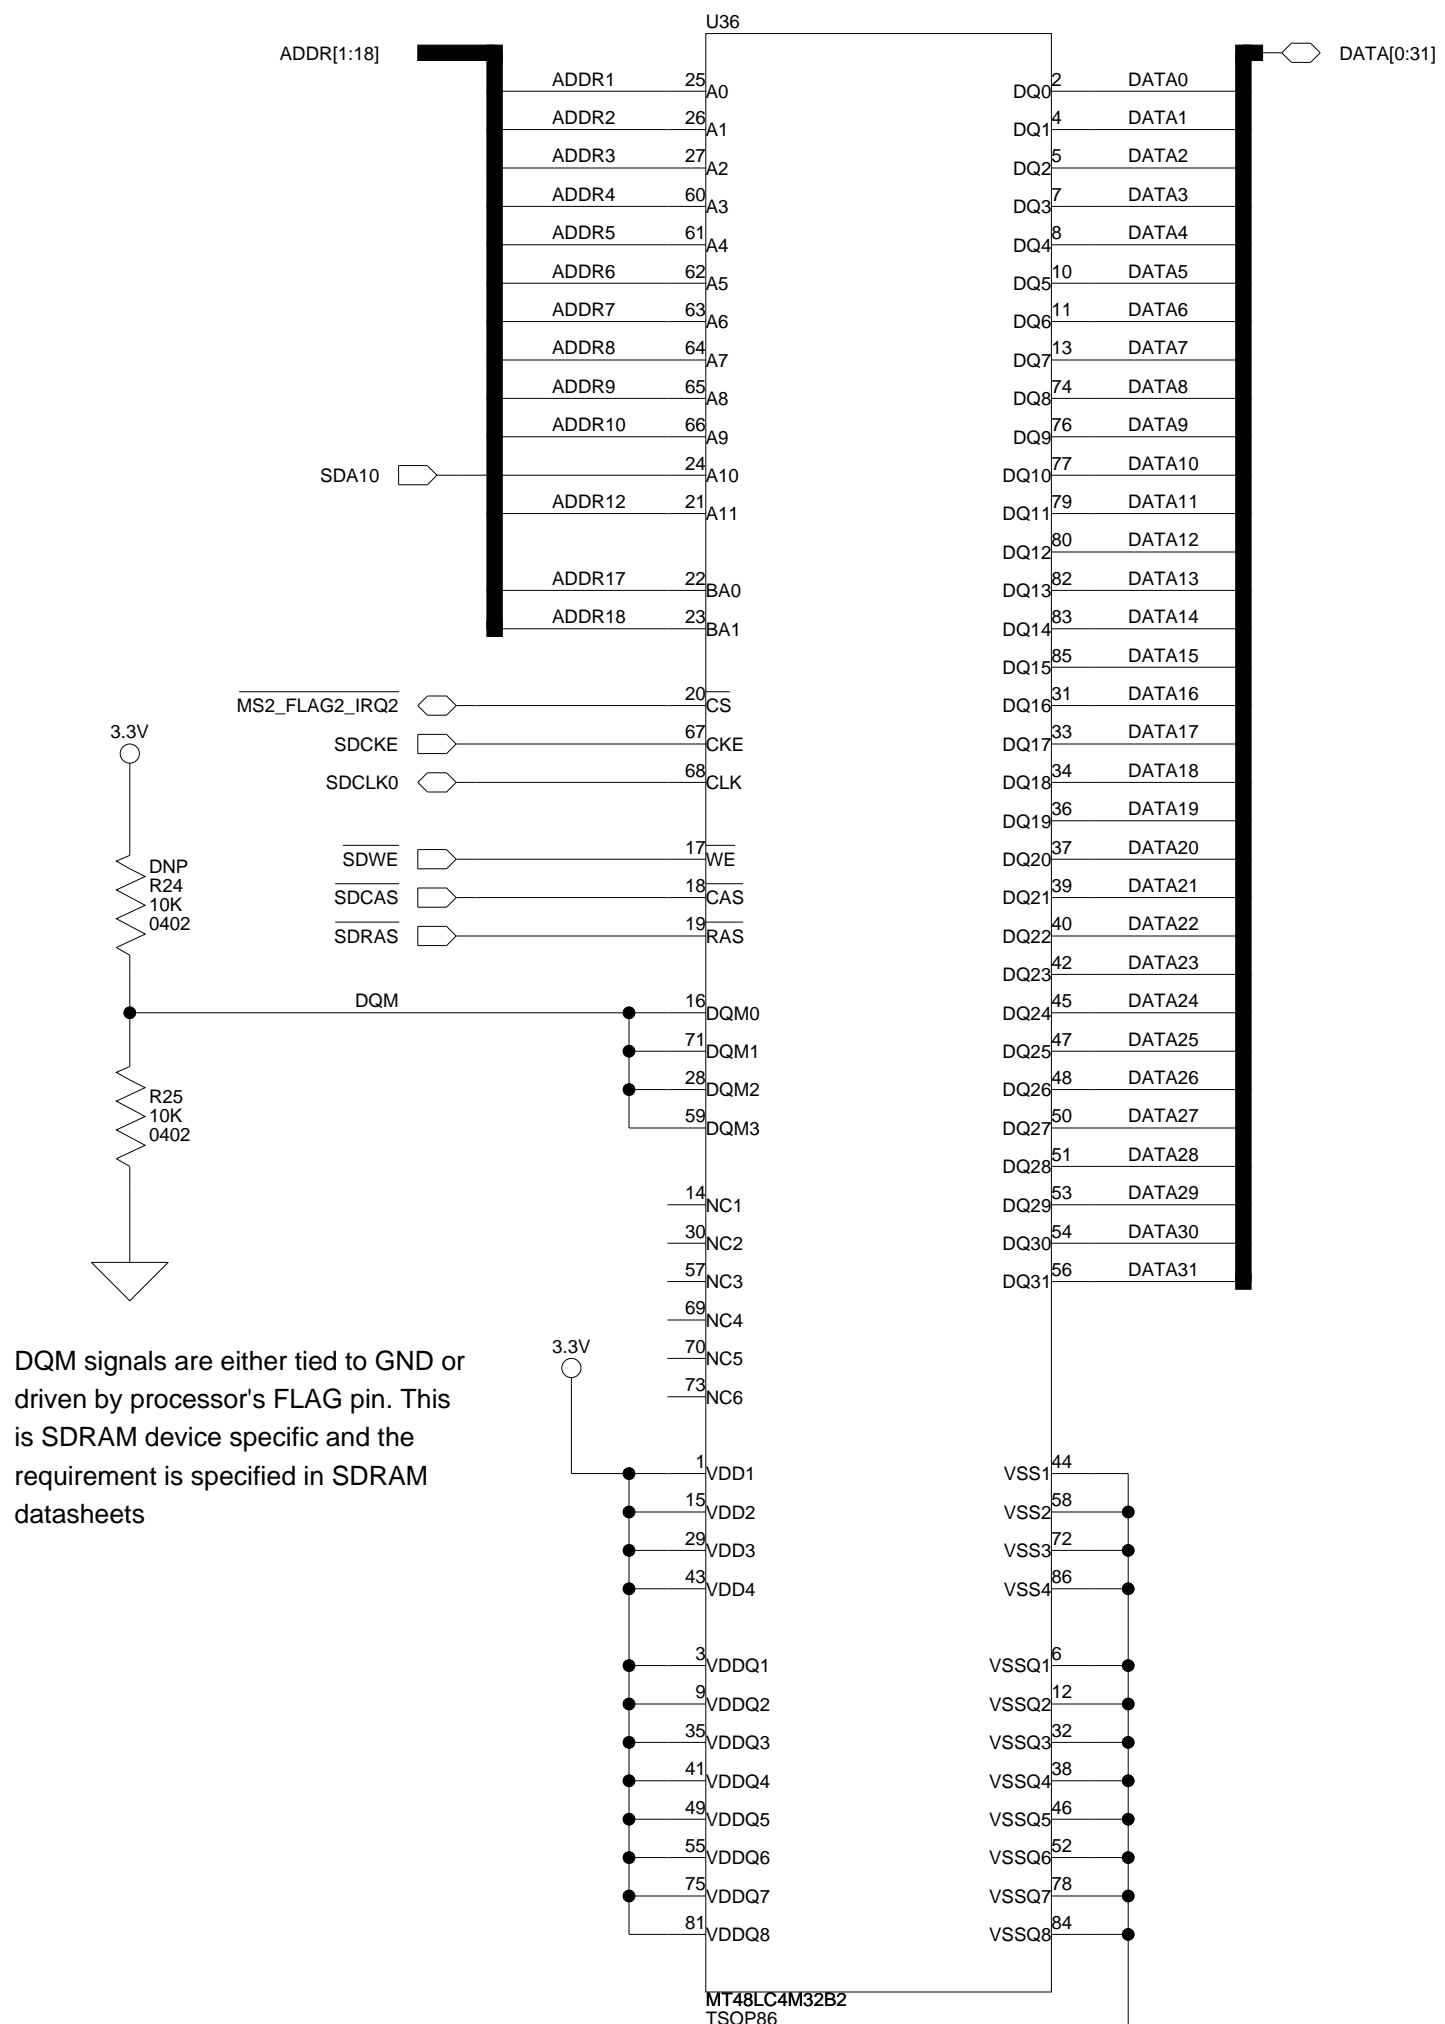 U36
ADDR[1:18]
DATA[0:31]
ADDR1 25 A0 DQ0 2 DATA0
ADDR2 26 A1 DQ1 4 DATA1
ADDR3 27 A2 DQ2 5 DATA2
ADDR4 60 A3 DQ3 7 DATA3
ADDR5 61 A4 DQ4 8 DATA4
ADDR6 62 A5 DQ5 10 DATA5
ADDR7 63 A6 DQ6 11 DATA6
ADDR8 64 A7 DQ7 13 DATA7
ADDR9 65 A8 DQ8 74 DATA8
ADDR10 66 A9 DQ9 76 DATA9
SDA10 24 A10 DQ10 77 DATA10
ADDR12 21 A11 DQ11 79 DATA11
DQ12 80 DATA12
ADDR17 22 BA0 DQ13 82 DATA13
ADDR18 23 BA1 DQ14 83 DATA14
DQ15 85 DATA15
MS2_FLAG2_IRQ2 20 CS DQ16 31 DATA16
SDCKE 67 CKE DQ17 33 DATA17
SDCLK0 68 CLK DQ18 34 DATA18
DQ19 36 DATA19
SDWE 17 WE DQ20 37 DATA20
SDCAS 18 CAS DQ21 39 DATA21
SDRAS 19 RAS DQ22 40 DATA22
DQ23 42 DATA23
DQM 16 DQM0 DQ24 45 DATA24
71 DQM1 DQ25 47 DATA25
28 DQM2 DQ26 48 DATA26
59 DQM3 DQ27 50 DATA27
DQ28 51 DATA28
14 NC1 DQ29 53 DATA29
30 NC2 DQ30 54 DATA30
57 NC3 DQ31 56 DATA31
69 NC4
70 NC5
73 NC6
3.3V
DNP
R24
10K
0402
R25
10K
0402
DQM signals are either tied to GND or
driven by processor's FLAG pin. This
is SDRAM device specific and the
requirement is specified in SDRAM
datasheets
3.3V
1 VDD1 VSS1 44
15 VDD2 VSS2 58
29 VDD3 VSS3 72
43 VDD4 VSS4 86
3 VDDQ1 VSSQ1 6
9 VDDQ2 VSSQ2 12
35 VDDQ3 VSSQ3 32
41 VDDQ4 VSSQ4 38
49 VDDQ5 VSSQ5 46
55 VDDQ6 VSSQ6 52
75 VDDQ7 VSSQ7 78
81 VDDQ8 VSSQ8 84
MT48LC4M32B2
TSOP86